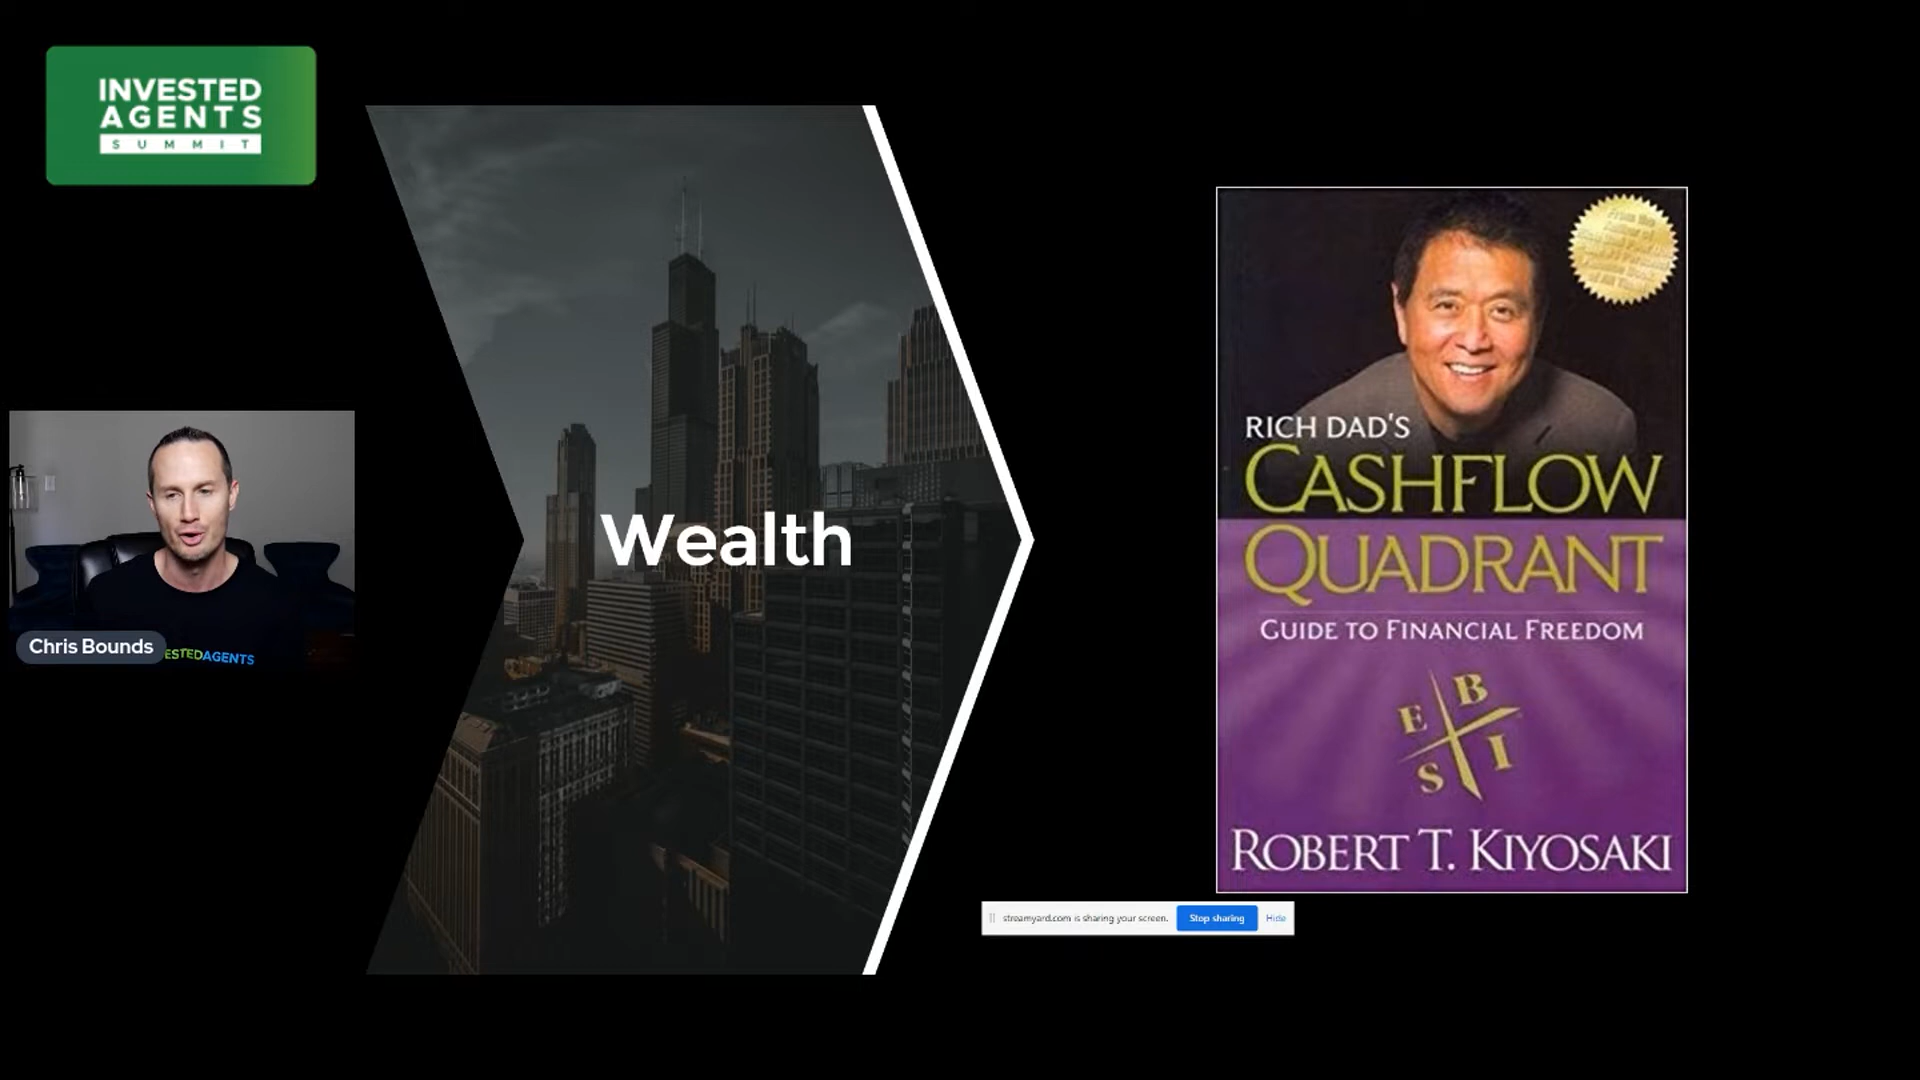 INVESTED
AGENTS
SUMMIT
Chris Bounds
ESTEDAGENTS
Wealth
RICH DAD'S
CASHFLOW
QUADRANT
GUIDE TO FINANCIAL FREEDOM
E B
S I
ROBERT T. KIYOSAKI
streamyard.com is sharing your screen. Stop sharing Hide